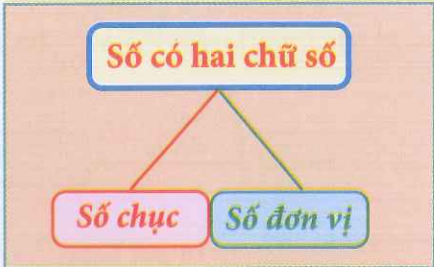 Số có hai chữ số
Số chục
Số đơn vị